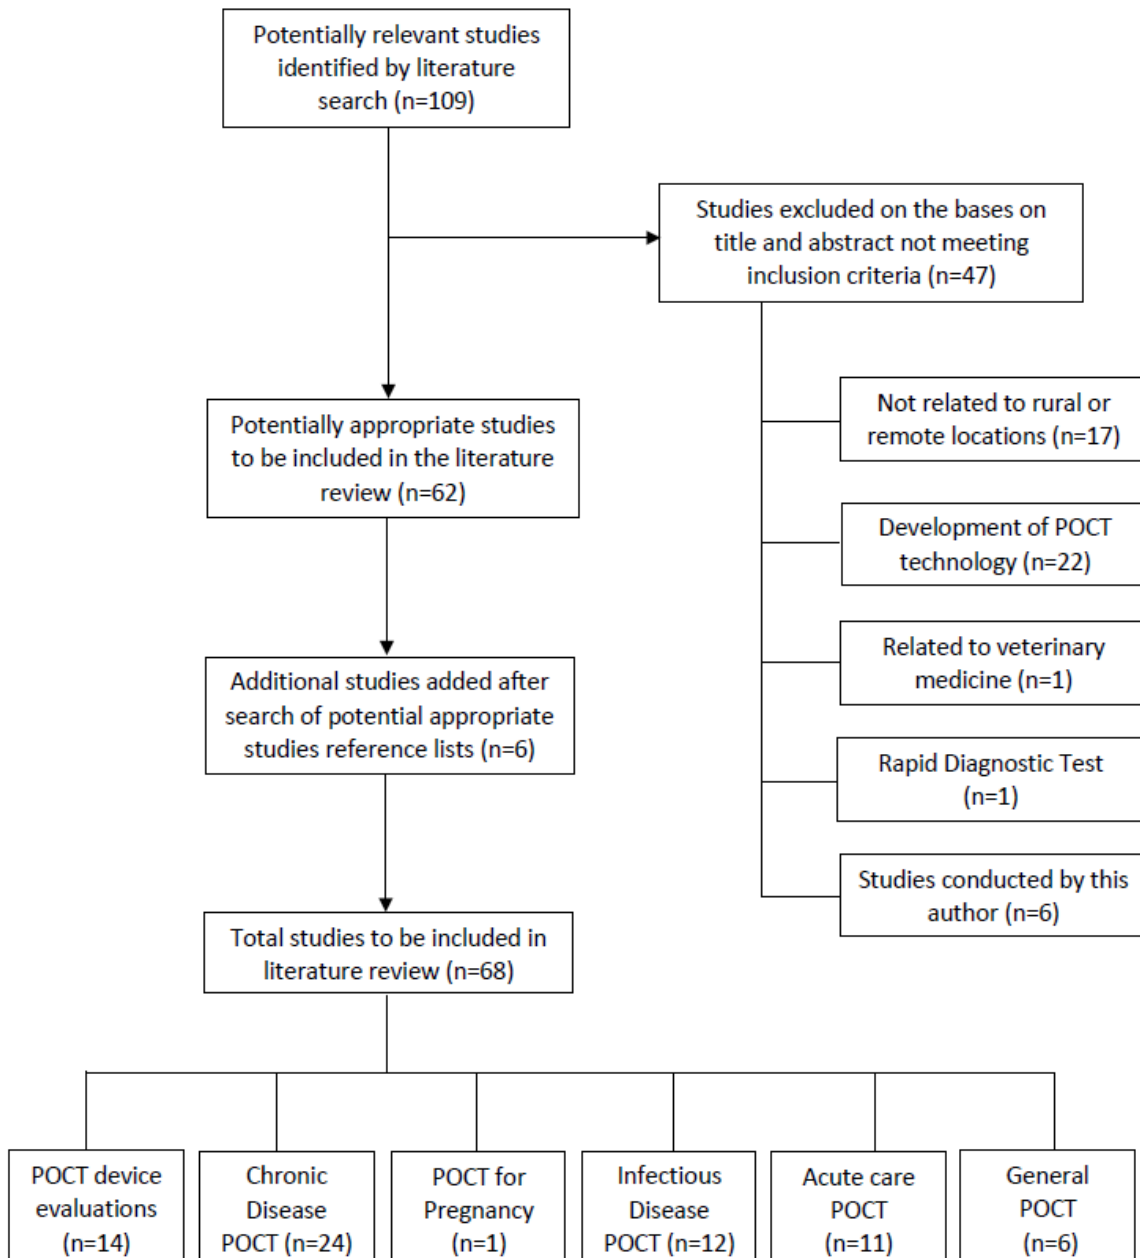 Potentially relevant studies
identified by literature
search (n=109)
Studies excluded on the bases on
title and abstract not meeting
inclusion criteria (n=47)
Not related to rural or
remote locations (n=17)
Potentially appropriate studies
to be included in the literature
review (n=62)
Development of POCT
technology (n=22)
Related to veterinary
medicine (n=1)
Additional studies added after
search of potential appropriate
studies reference lists (n=6)
Rapid Diagnostic Test
(n=1)
Studies conducted by this
author (n=6)
Total studies to be included in
literature review (n=68)
POCT device
evaluations
(n=14)
Chronic
Disease
POCT (n=24)
POCT for
Pregnancy
(n=1)
Infectious
Disease
POCT (n=12)
Acute care
POCT
(n=11)
General
POCT
(n=6)